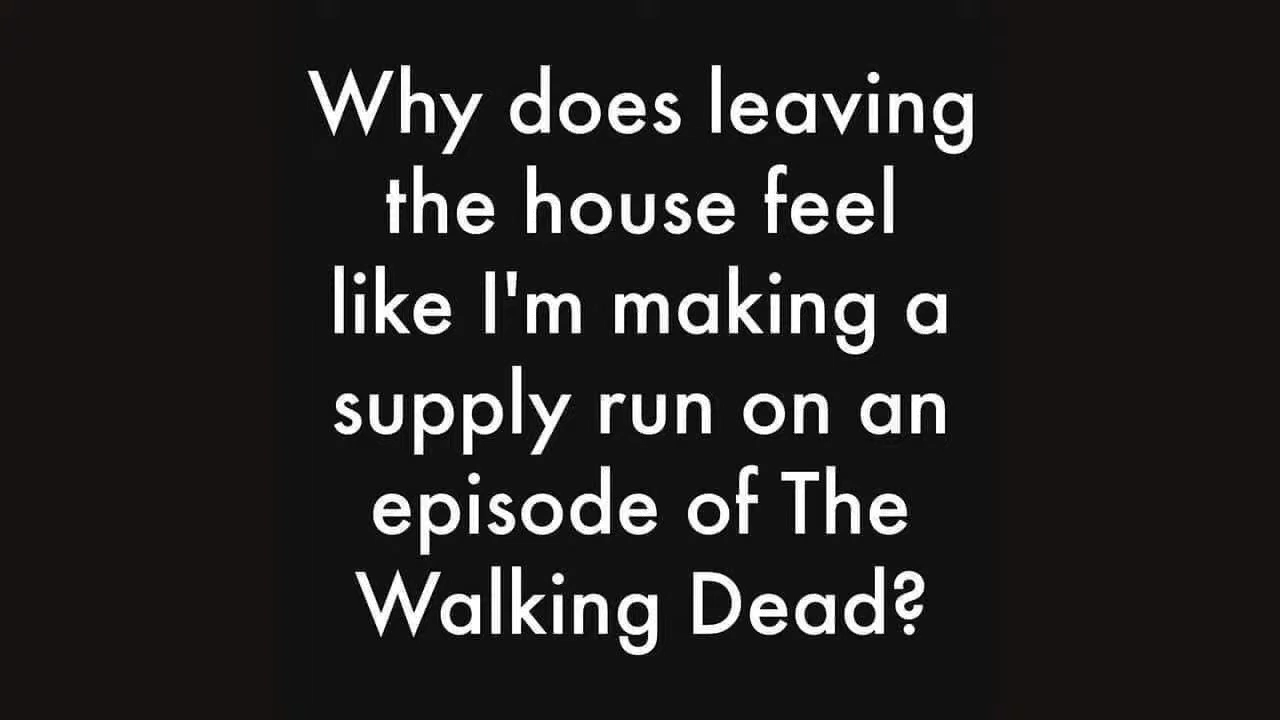 Why does leaving
the house feel
like I'm making a
supply run on an
episode of The
Walking Dead?